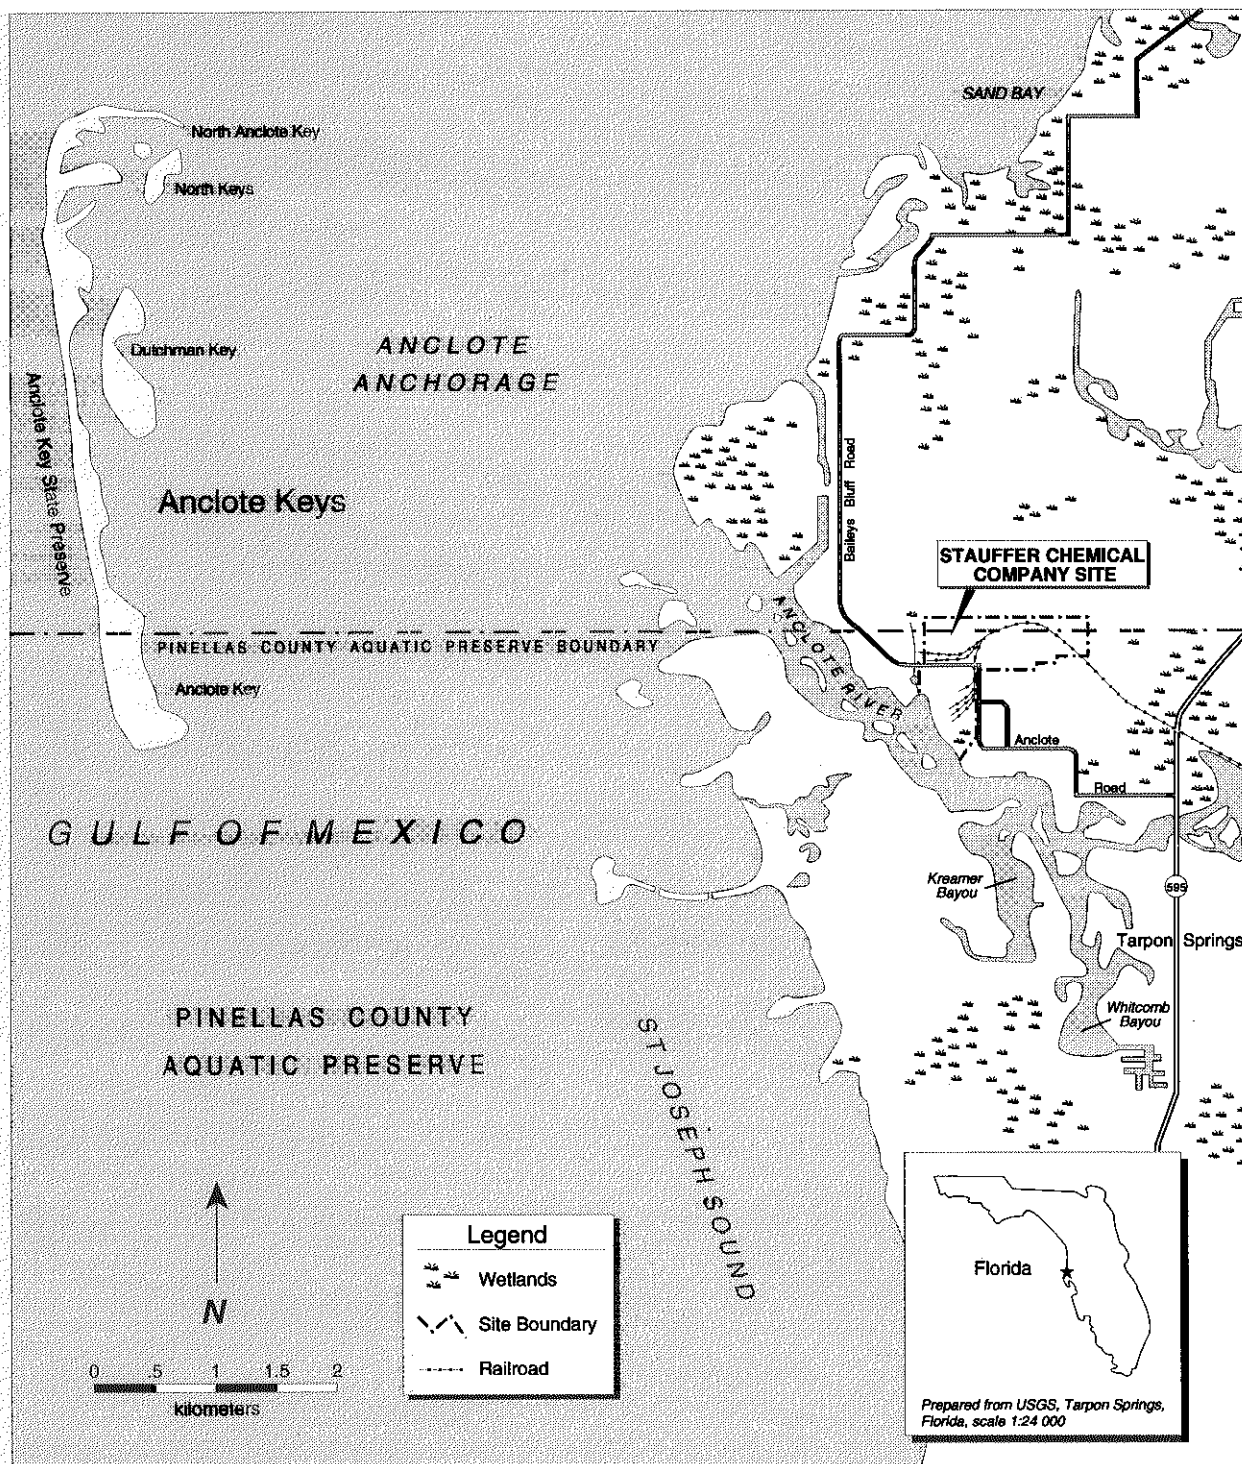 SAND BAY
North Anclote Key
North Keys
Dutchman Key
ANCLOTE
ANCHORAGE
Anclote Key State Preserve
Anclote Keys
Baileys Bluff Road
STAUFFER CHEMICAL
COMPANY SITE
ANCLOTE RIVER
PINELLAS COUNTY AQUATIC PRESERVE BOUNDARY
Anclote Key
Anclote
Road
GULF OF MEXICO
Kreamer
Bayou
595
Tarpon Springs
Whitcomb
Bayou
PINELLAS COUNTY
AQUATIC PRESERVE
ST JOSEPH SOUND
N
0 .5 1 1.5 2
kilometers
Legend
Wetlands
Site Boundary
Railroad
Florida
Prepared from USGS, Tarpon Springs,
Florida, scale 1:24 000